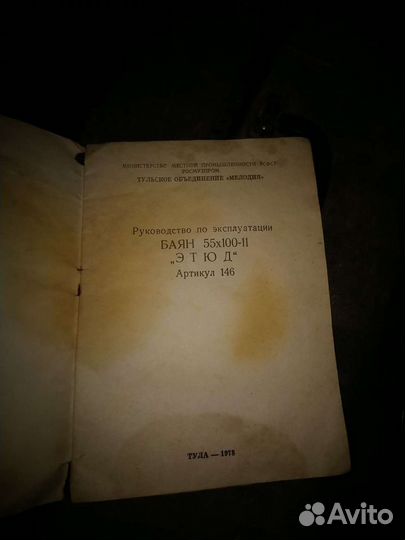 МИНИСТЕРСТВО МЕСТНОЙ ПРОМЫШЛЕННОСТИ РСФСР
РОСМУЗПРОМ
ТУЛЬСКОЕ ОБЪЕДИНЕНИЕ «МЕЛОДИЯ»
Руководство по эксплуатации
БАЯН 55х100-II
„ЭТЮД“
Артикул 146
ТУЛА — 1978
Avito